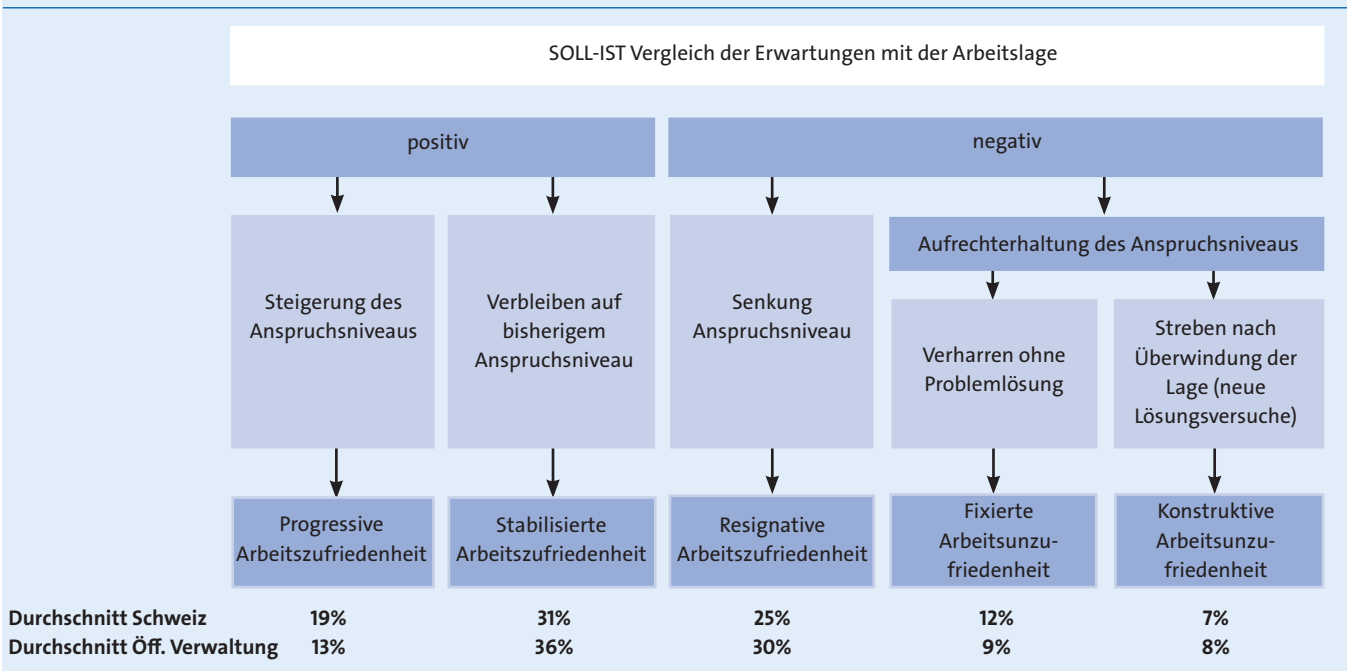 SOLL-IST Vergleich der Erwartungen mit der Arbeitslage
positiv
negativ
Steigerung des
Anspruchsniveaus
Verbleiben auf
bisherigem
Anspruchsniveau
Senkung
Anspruchsniveau
Aufrechterhaltung des Anspruchsniveaus
Verharren ohne
Problemlösung
Streben nach
Überwindung der
Lage (neue
Lösungsversuche)
Progressive
Arbeitszufriedenheit
Stabilisierte
Arbeitszufriedenheit
Resignative
Arbeitszufriedenheit
Fixierte
Arbeitsunzu-
friedenheit
Konstruktive
Arbeitsunzu-
friedenheit
Durchschnitt Schweiz 19% 31% 25% 12% 7%
Durchschnitt Öff. Verwaltung 13% 36% 30% 9% 8%